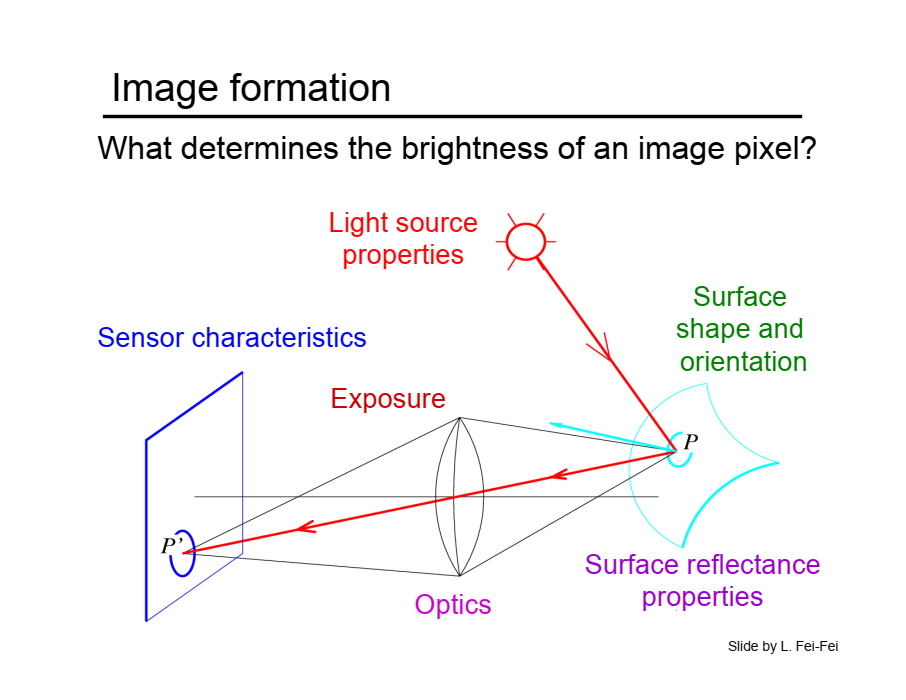 Image formation
What determines the brightness of an image pixel?
Light source
properties
Surface
shape and
orientation
Sensor characteristics
Exposure
P
P’
Surface reflectance
properties
Optics
Slide by L. Fei-Fei